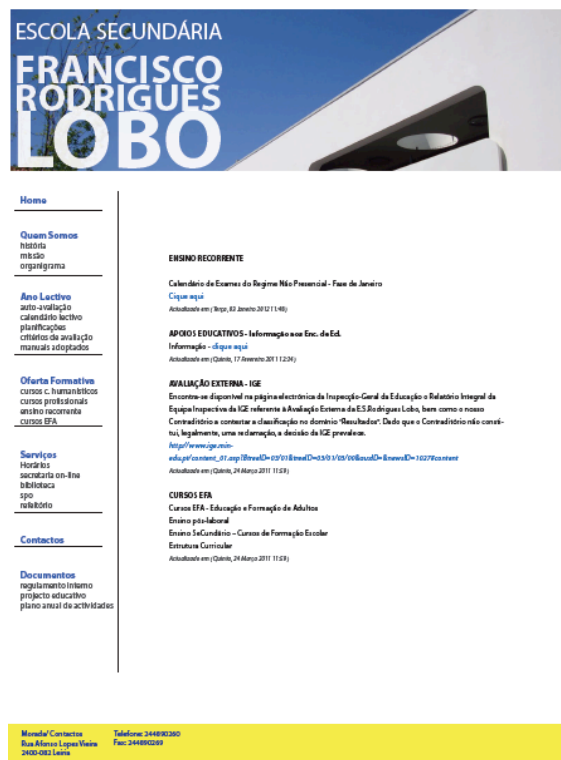 ESCOLA SECUNDÁRIA
FRANCISCO
RODRIGUES
LOBO
Home
Quem Somos
história
missão
organigrama
Ano Lectivo
auto-avaliação
calendário lectivo
planificações
critérios de avaliação
manuais adoptados
Oferta Formativa
cursos c. humanísticos
cursos profissionais
ensino recorrente
cursos EFA
Serviços
Horários
secretaria on-line
biblioteca
spo
refeitório
Contactos
Documentos
regulamento interno
projecto educativo
plano anual de actividades
ENSINO RECORRENTE
Calendário de Exames do Regime Não Presencial - Fase de Janeiro
Cique aqui
Actualizado em ( Terça, 03 Janeiro 2012 11:48 )
APOIOS EDUCATIVOS - Informação aos Enc. de Ed.
Informação - clique aqui
Actualizado em ( Quinta, 17 Fevereiro 2011 12:34 )
AVALIAÇÃO EXTERNA - IGE
Encontra-se disponível na página electrónica da Inspecção-Geral da Educação o Relatório Integral da
Equipa Inspectiva da IGE referente à Avaliação Externa da E.S.Rodrigues Lobo, bem como o nosso
Contraditório a contestar a classificação no domínio "Resultados". Dado que o Contraditório não consti-
tui, legalmente, uma reclamação, a decisão da IGE prevalece.
http://www.ige.min-
CURSOS EFA
Cursos EFA - Educação e Formação de Adultos
Ensino pós-laboral
Ensino SeCundário – Cursos de Formação Escolar
Estrutura Curricular
Actualizado em ( Quinta, 24 Março 2011 11:59 )
Morada/ Contactos
Rua Afonso Lopes Vieira
2400-082 Leiria
Telefone: 244890260
Fax: 244890269